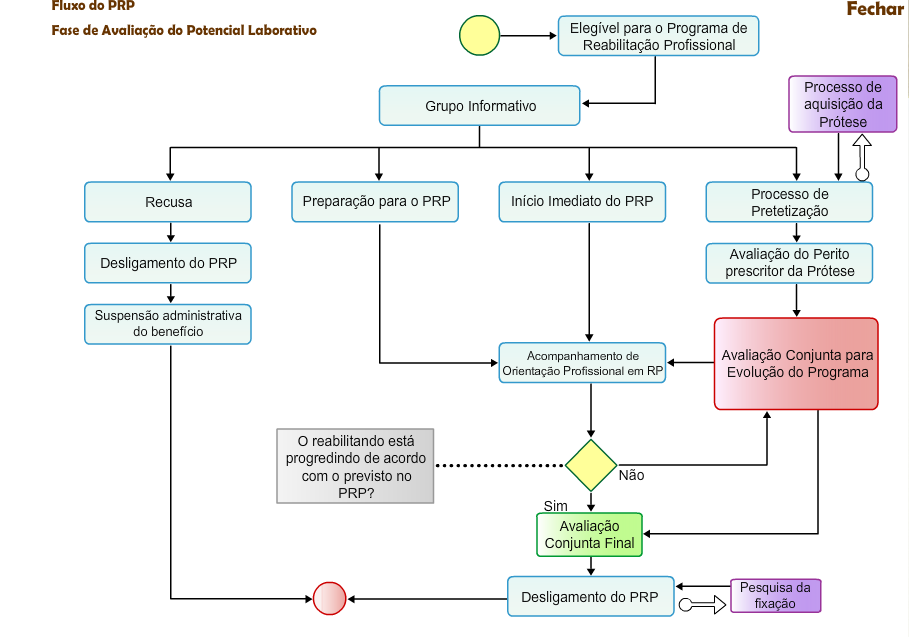 Fluxo do PRP
Fechar
Fase de Avaliação do Potencial Laborativo
Elegível para o Programa de
Reabilitação Profissional
Grupo Informativo
Processo de
aquisição da
Prótese
Recusa
Preparação para o PRP
Início Imediato do PRP
Processo de
Pretetização
Desligamento do PRP
Avaliação do Perito
prescritor da Prótese
Suspensão administrativa
do benefício
Acompanhamento de
Orientação Profissional em RP
Avaliação Conjunta para
Evolução do Programa
O reabilitando está
progredindo de acordo
com o previsto no
PRP?
Não
Sim
Avaliação
Conjunta Final
Desligamento do PRP
Pesquisa da
fixação